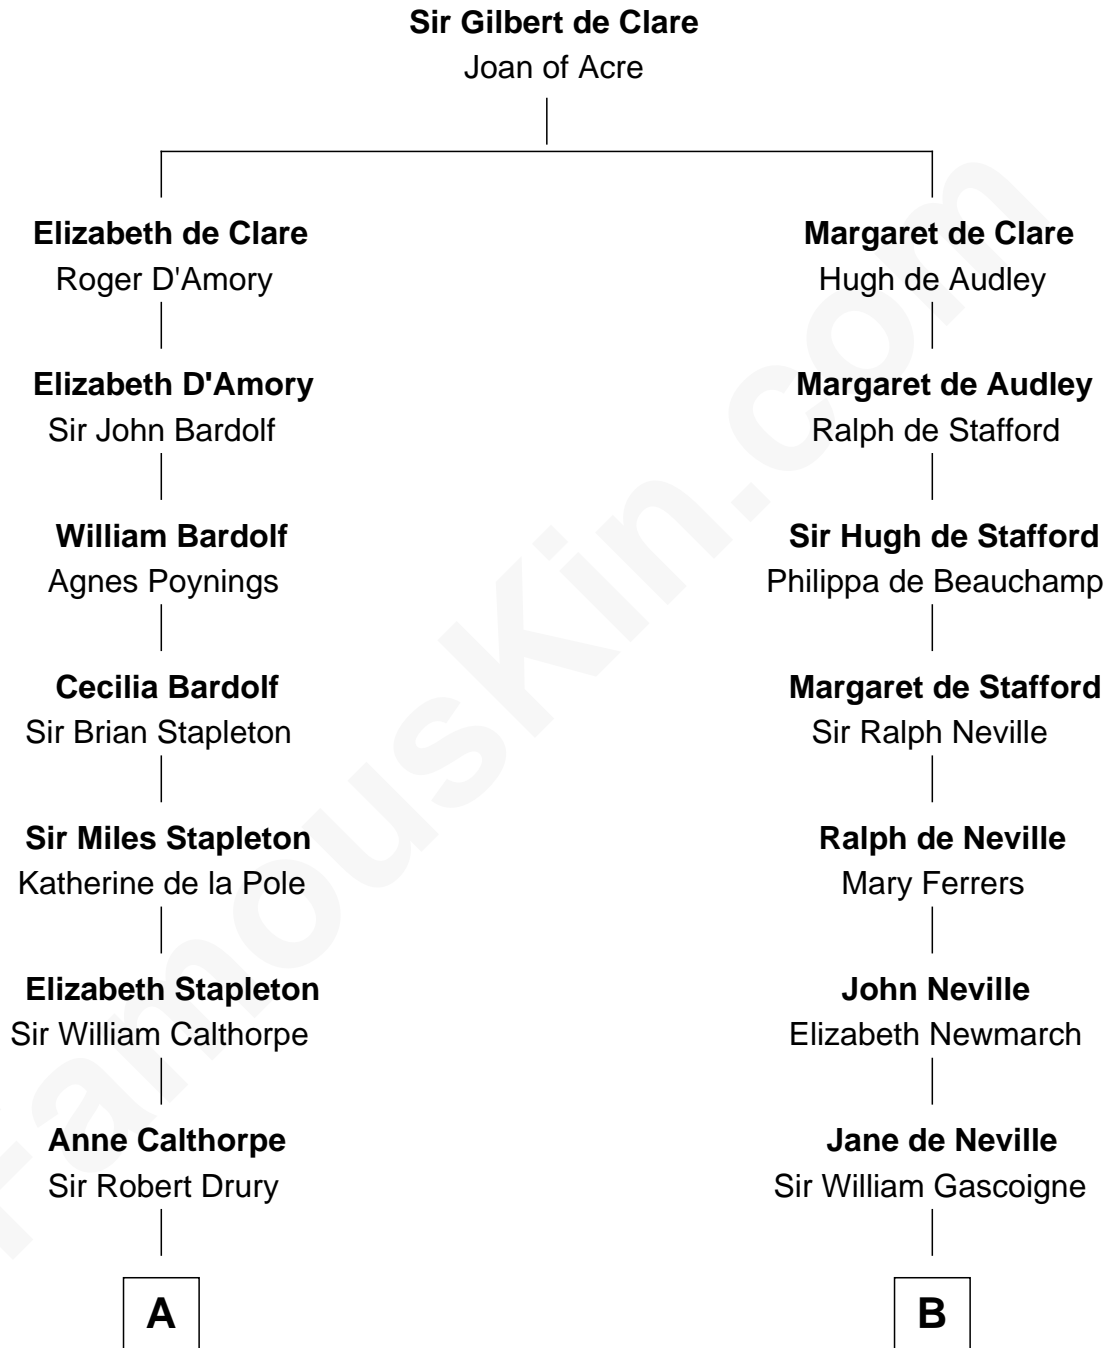 Sir Gilbert de Clare
Joan of Acre
Elizabeth de Clare
Roger D'Amory
Margaret de Clare
Hugh de Audley
Elizabeth D'Amory
Sir John Bardolf
Margaret de Audley
Ralph de Stafford
William Bardolf
Agnes Poynings
Sir Hugh de Stafford
Philippa de Beauchamp
Cecilia Bardolf
Sir Brian Stapleton
Margaret de Stafford
Sir Ralph Neville
Sir Miles Stapleton
Katherine de la Pole
Ralph de Neville
Mary Ferrers
Elizabeth Stapleton
Sir William Calthorpe
John Neville
Elizabeth Newmarch
Anne Calthorpe
Sir Robert Drury
Jane de Neville
Sir William Gascoigne
A
B
FamousKin.com